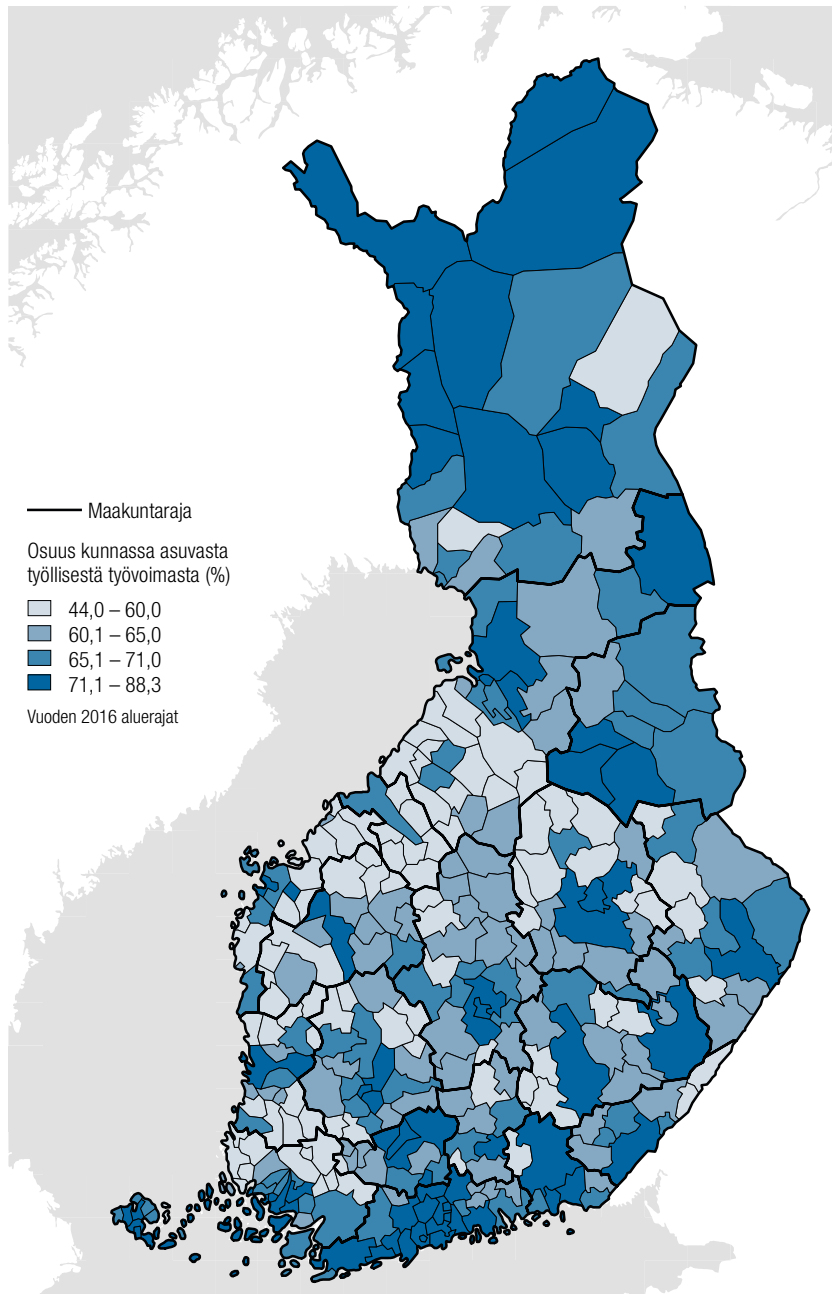 Maakuntaraja
Osuus kunnassa asuvasta
työllisestä työvoimasta (%)
44,0 – 60,0
60,1 – 65,0
65,1 – 71,0
71,1 – 88,3
Vuoden 2016 aluerajat